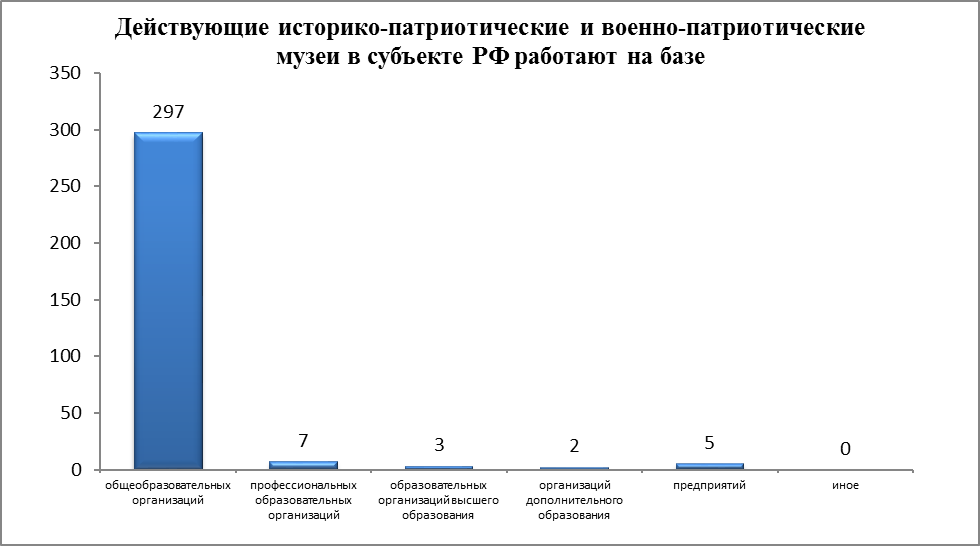 Действующие историко-патриотические и военно-патриотические
музеи в субъекте РФ работают на базе
350
300
250
200
150
100
50
0
297
7
3
2
5
0
общеобразовательных
организаций
профессиональных
образовательных
организаций
образовательных
организаций высшего
образования
организаций
дополнительного
образования
предприятий
иное